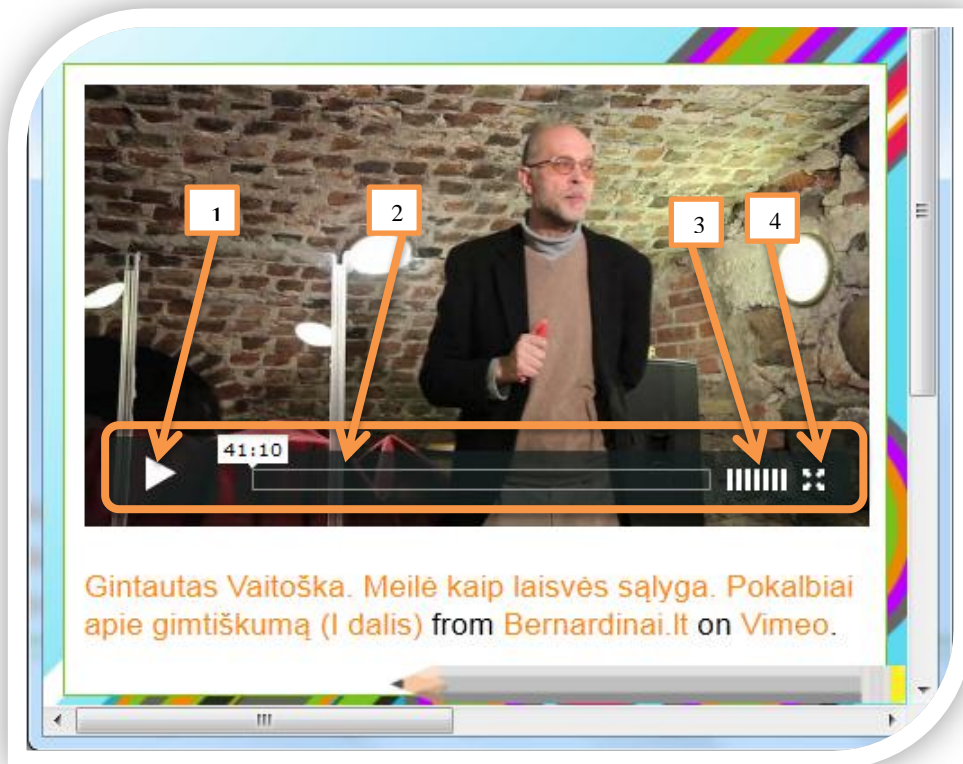 1 2 3 4
41:10
Gintautas Vaitoška. Meilė kaip laisvės sąlyga. Pokalbiai
apie gimtiškumą (I dalis) from Bernardinai.lt on Vimeo.